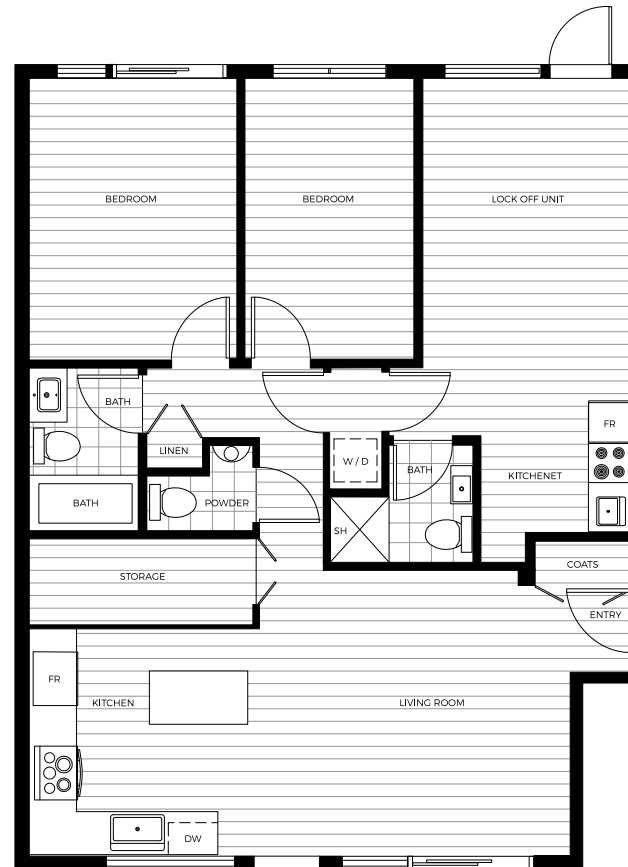 BEDROOM
BEDROOM
LOCK OFF UNIT
BATH
FR
LINEN
W / D
BATH
KITCHENET
BATH
POWDER
SH
COATS
STORAGE
ENTRY
FR
KITCHEN
LIVING ROOM
DW